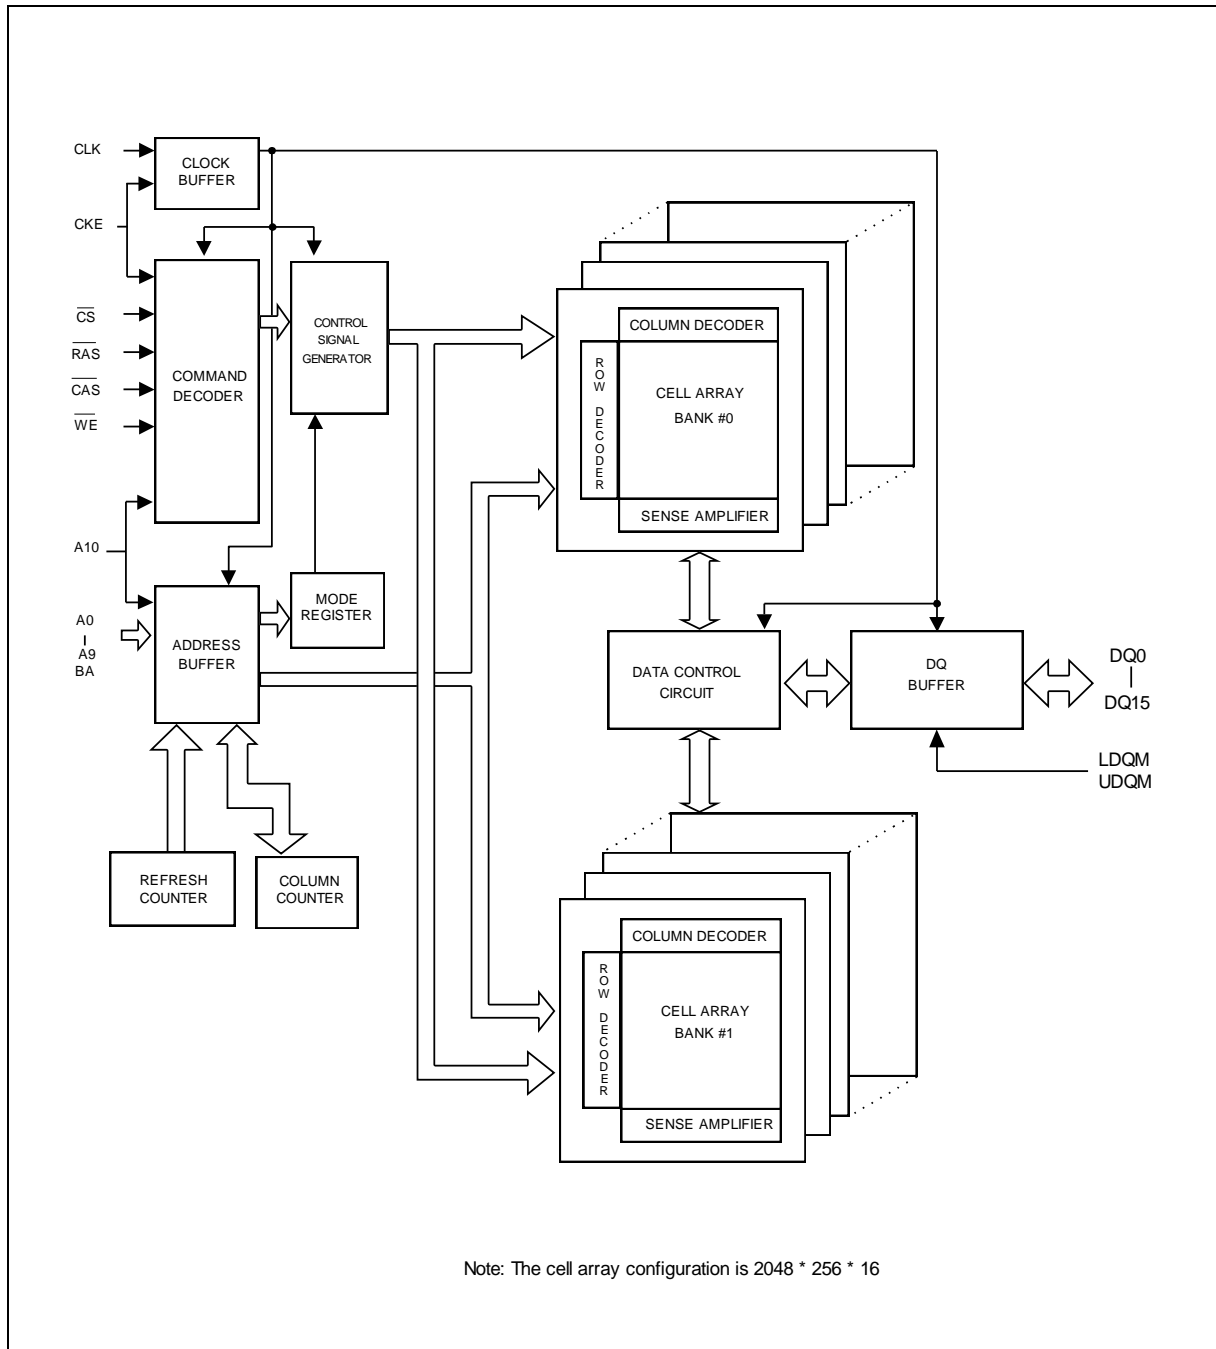 CLK
CLOCK
BUFFER
CKE
CS
RAS
CAS
WE
COMMAND
DECODER
CONTROL
SIGNAL
GENERATOR
A10
A0
A9
BA
ADDRESS
BUFFER
MODE
REGISTER
REFRESH
COUNTER
COLUMN
COUNTER
COLUMN DECODER
ROW DECODER
CELL ARRAY
BANK #0
SENSE AMPLIFIER
DATA CONTROL
CIRCUIT
DQ
BUFFER
DQ0
DQ15
LDQM
UDQM
COLUMN DECODER
ROW DECODER
CELL ARRAY
BANK #1
SENSE AMPLIFIER
Note: The cell array configuration is 2048 * 256 * 16